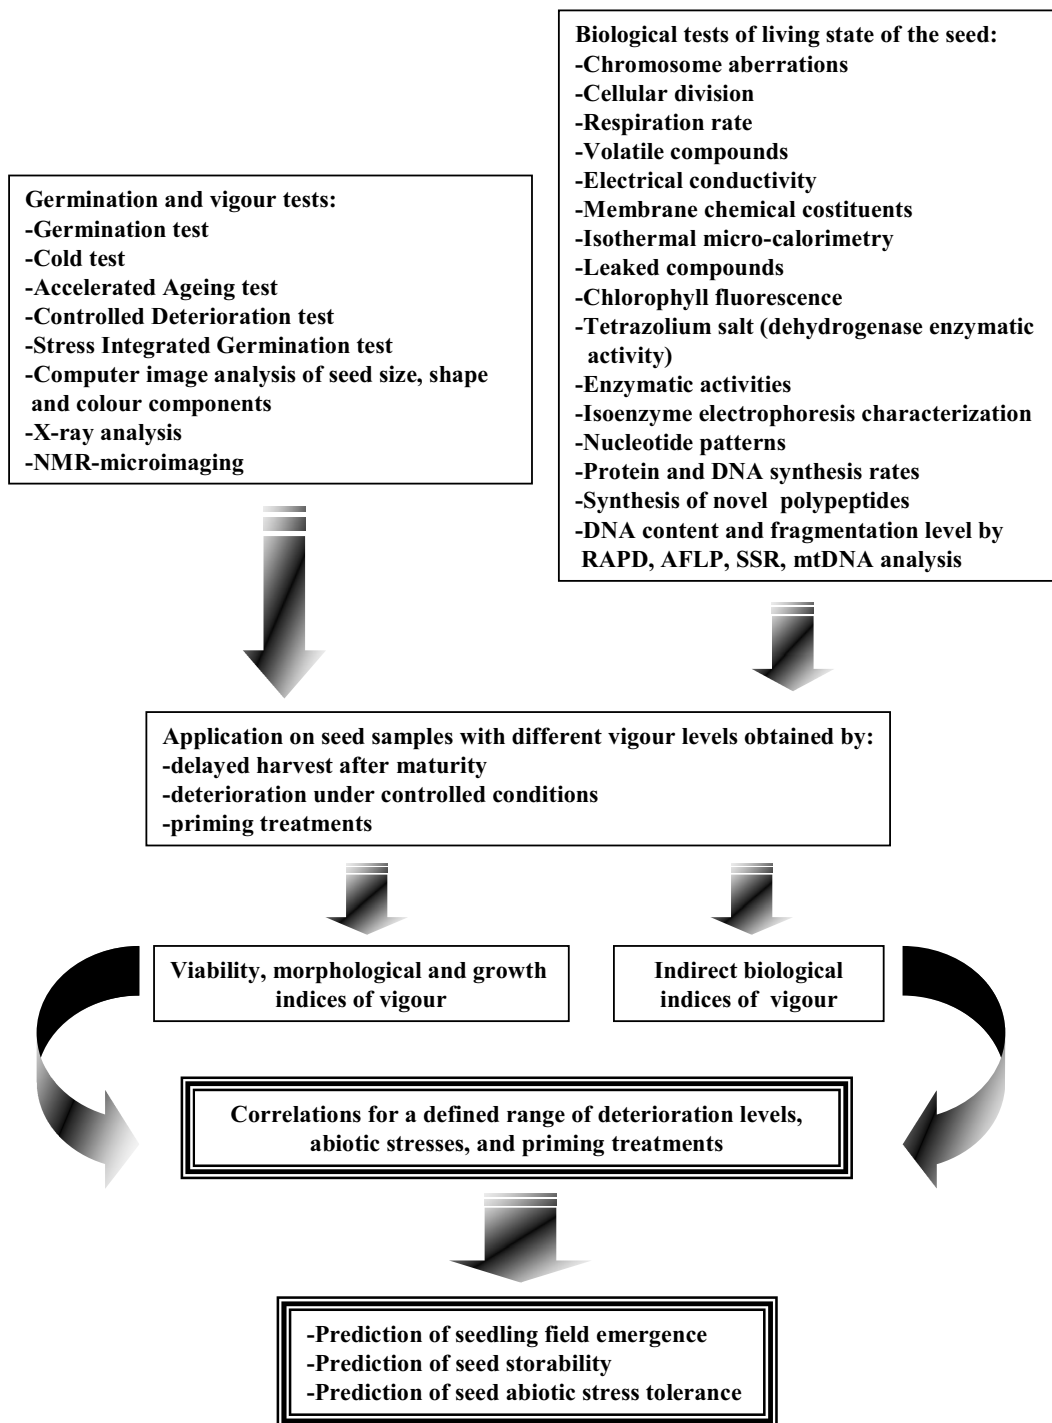 Germination and vigour tests:
-Germination test
-Cold test
-Accelerated Ageing test
-Controlled Deterioration test
-Stress Integrated Germination test
-Computer image analysis of seed size, shape
and colour components
-X-ray analysis
-NMR-microimaging
Biological tests of living state of the seed:
-Chromosome aberrations
-Cellular division
-Respiration rate
-Volatile compounds
-Electrical conductivity
-Membrane chemical costituents
-Isothermal micro-calorimetry
-Leaked compounds
-Chlorophyll fluorescence
-Tetrazolium salt (dehydrogenase enzymatic
activity)
-Enzymatic activities
-Isoenzyme electrophoresis characterization
-Nucleotide patterns
-Protein and DNA synthesis rates
-Synthesis of novel polypeptides
-DNA content and fragmentation level by
RAPD, AFLP, SSR, mtDNA analysis
Application on seed samples with different vigour levels obtained by:
-delayed harvest after maturity
-deterioration under controlled conditions
-priming treatments
Viability, morphological and growth
indices of vigour
Indirect biological
indices of vigour
Correlations for a defined range of deterioration levels,
abiotic stresses, and priming treatments
-Prediction of seedling field emergence
-Prediction of seed storability
-Prediction of seed abiotic stress tolerance